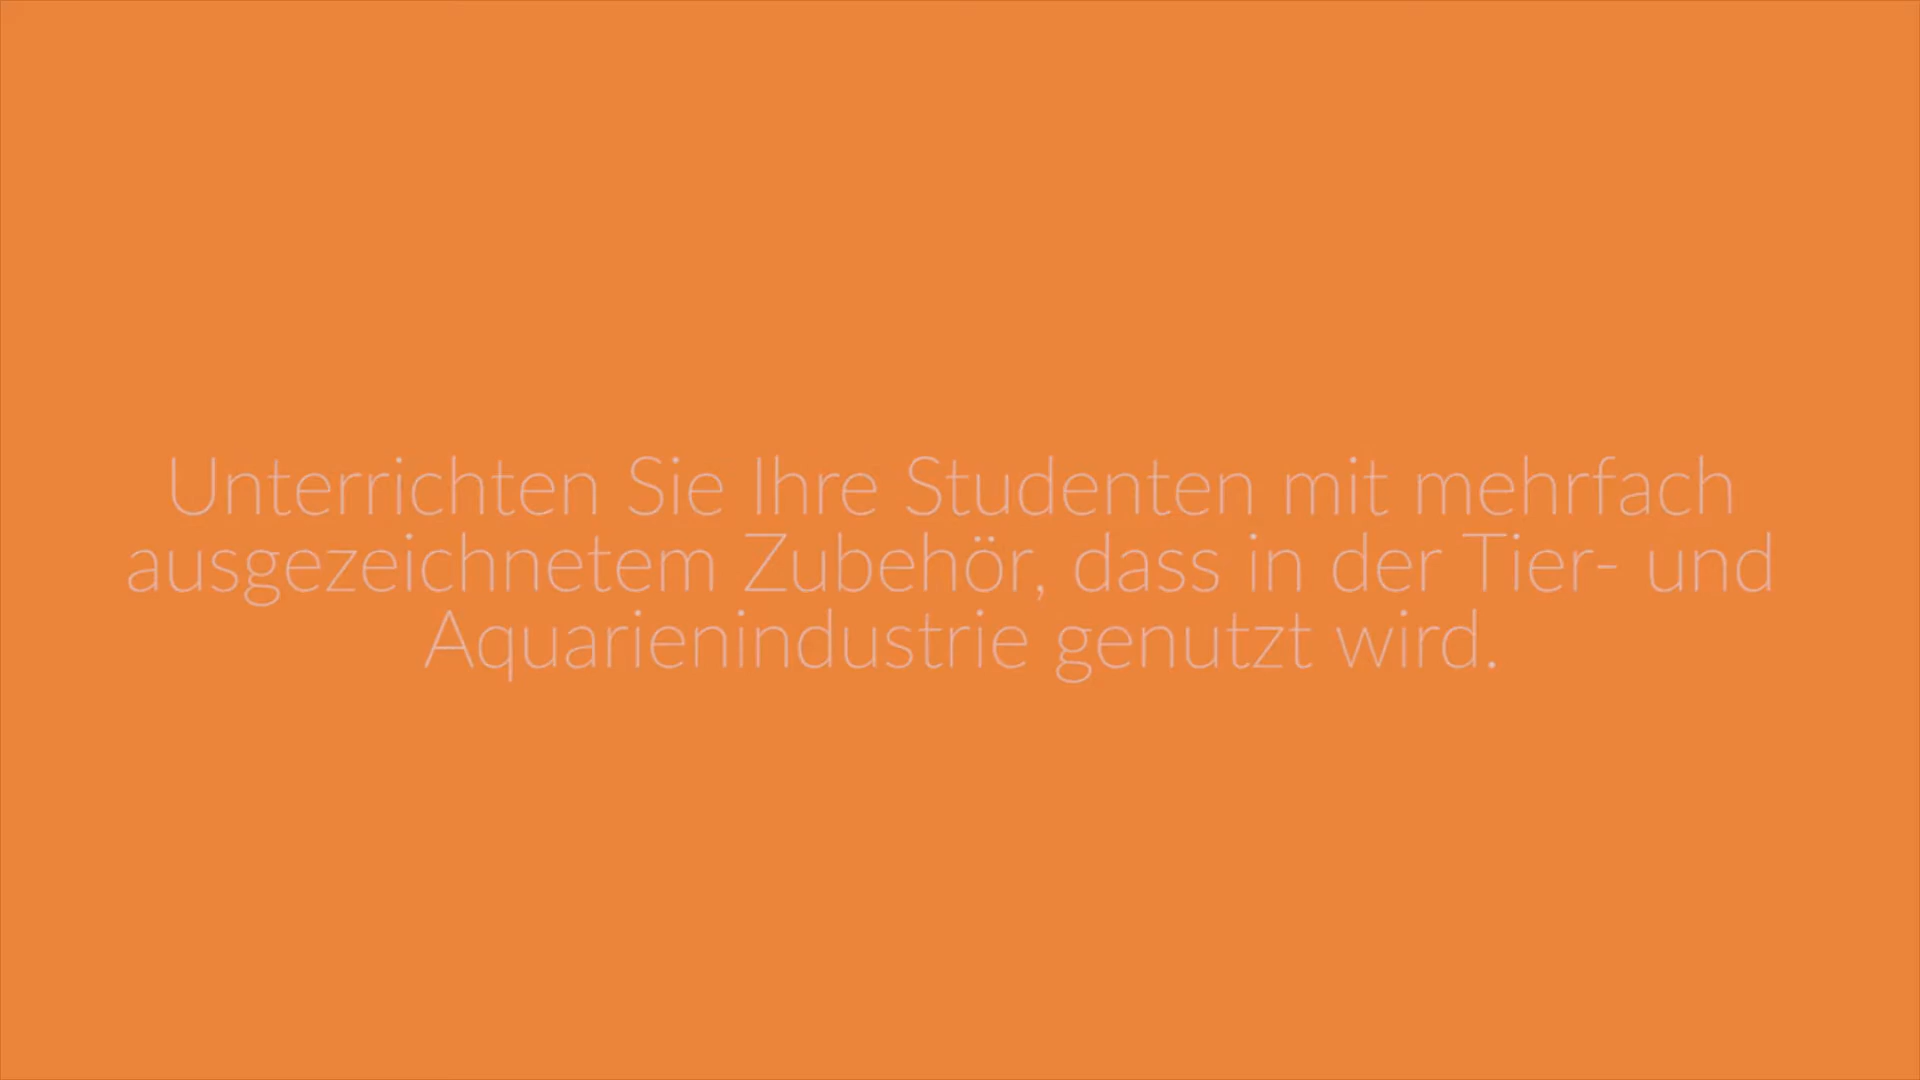 Unterrichten Sie Ihre Studenten mit mehrfach
ausgezeichnetem Zubehör, dass in der Tier- und
Aquarienindustrie genutzt wird.